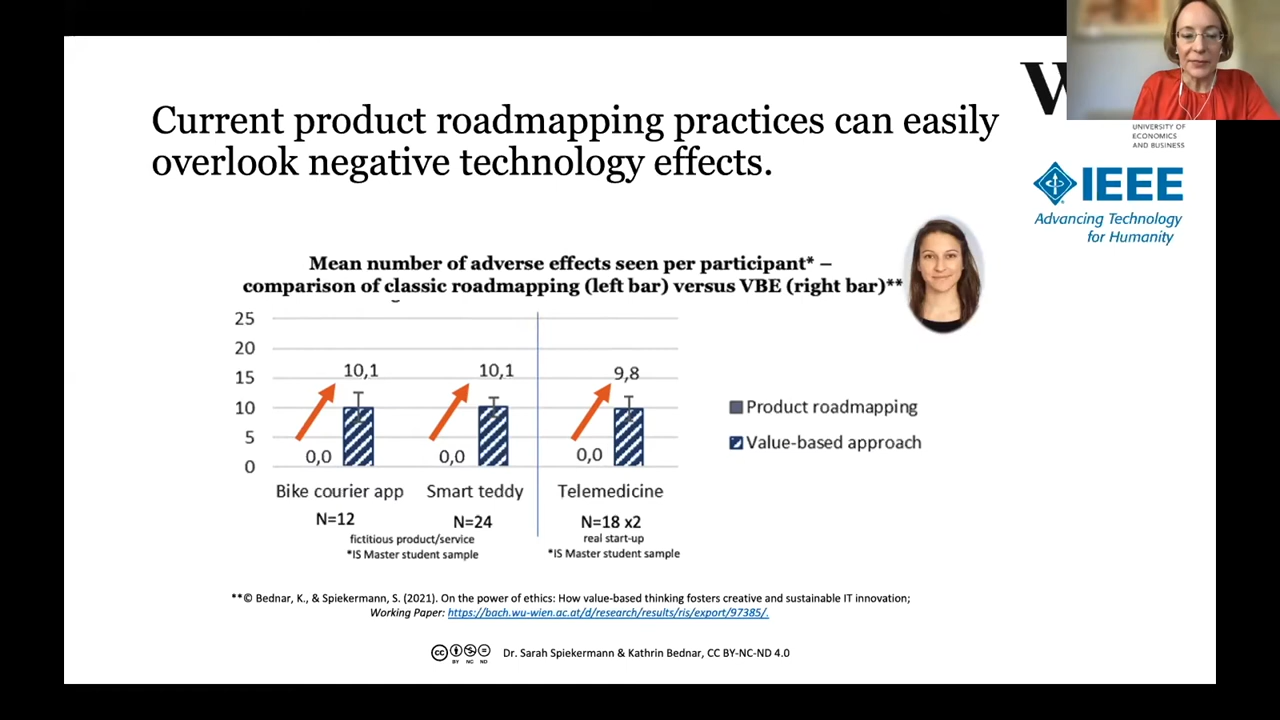 Current product roadmapping practices can easily
overlook negative technology effects.
W
UNIVERSITY OF
ECONOMICS
AND BUSINESS
IEEE
Advancing Technology
for Humanity
Mean number of adverse effects seen per participant* –
comparison of classic roadmapping (left bar) versus VBE (right bar)**
25
20
15
10
5
0
10,1
10,1
9,8
0,0
0,0
0,0
Product roadmapping
Value-based approach
Bike courier app
Smart teddy
Telemedicine
N=12
N=24
N=18 x2
fictitious product/service
real start-up
*IS Master student sample
*IS Master student sample
**© Bednar, K., & Spiekermann, S. (2021). On the power of ethics: How value-based thinking fosters creative and sustainable IT innovation;
Working Paper: https://bach.wu-wien.ac.at/d/research/results/ris/export/97385/.
cc
BY NC ND
Dr. Sarah Spiekermann & Kathrin Bednar, CC BY-NC-ND 4.0